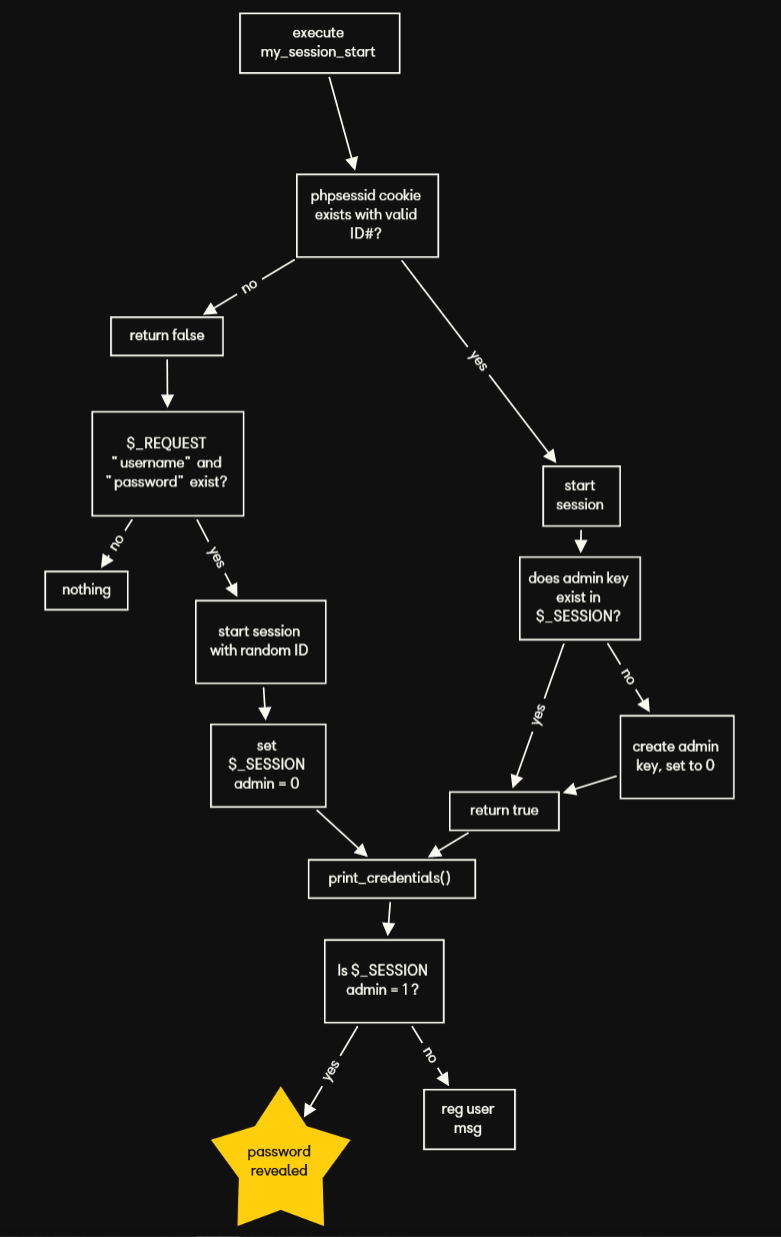 execute
my_session_start
phpsessid cookie
exists with valid
ID#?
no
yes
return false
$_REQUEST
"username" and
"password" exist?
start
session
no
yes
does admin key
exist in
$_SESSION?
nothing
start session
with random ID
yes
no
set
$_SESSION
admin = 0
create admin
key, set to 0
return true
print_credentials()
Is $_SESSION
admin = 1 ?
yes
no
reg user
msg
password
revealed